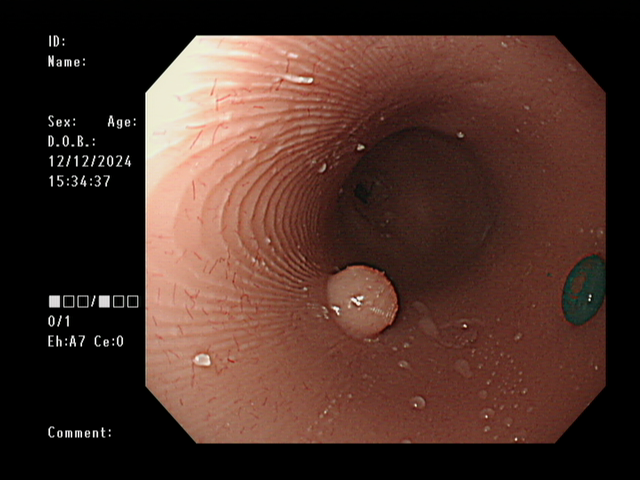 ID:
Name:
Sex: Age:
D.O.B.:
12/12/2024
15:34:37
■□□/■□□
0/1
Eh:A7 Ce:0
Comment: